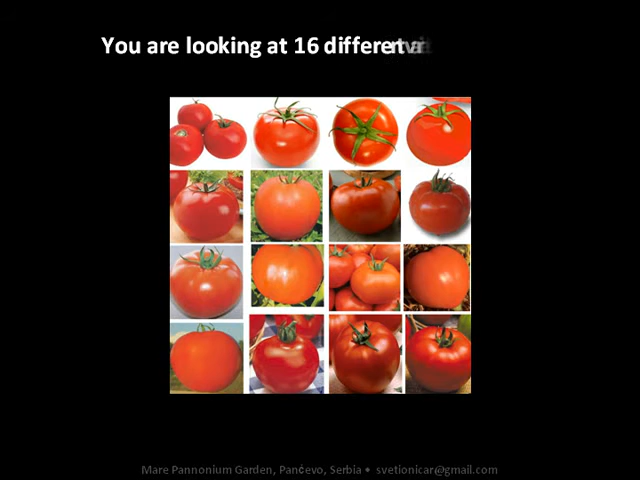 You are looking at 16 different
Mare Pannonium Garden, Pančevo, Serbia • svetionicar@gmail.com